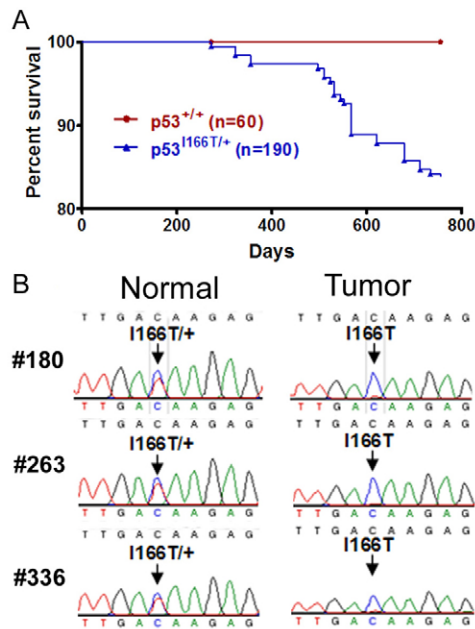 A
Percent survival
100
90
80
p53+/+ (n=60)
p53I166T/+ (n=190)
0 200 400 600 800
Days
B
Normal Tumor
T T G A C A A G A G T T G A C A A G A G
I166T/+ I166T
#180
T T G A C A A G A G T T G A C A A G A G
T T G A C A A G A G T T G A C A A G A G
I166T/+ I166T
#263
T T G A C A A G A G T T G A C A A G A G
T T G A C A A G A G T T G A C A A G A G
I166T/+ I166T
#336
T T G A C A A G A G T T G A C A A G A G